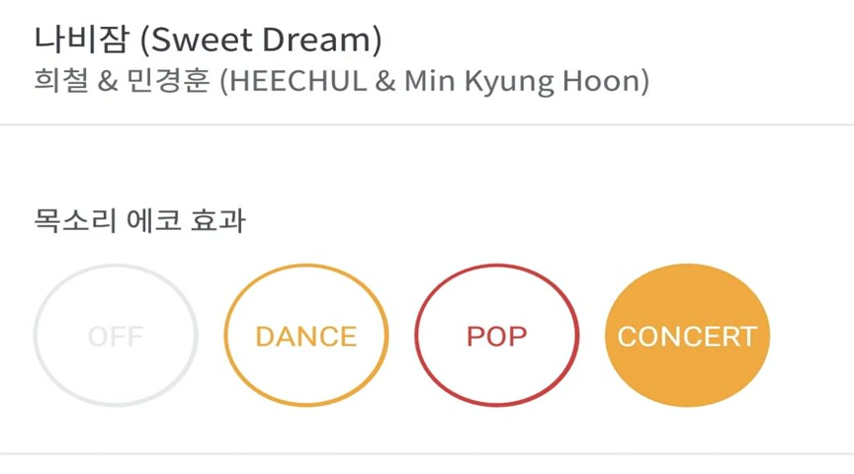 나비잠 (Sweet Dream)
희철 & 민경훈 (HEECHUL & Min Kyung Hoon)
목소리 에코 효과
OFF DANCE POP CONCERT